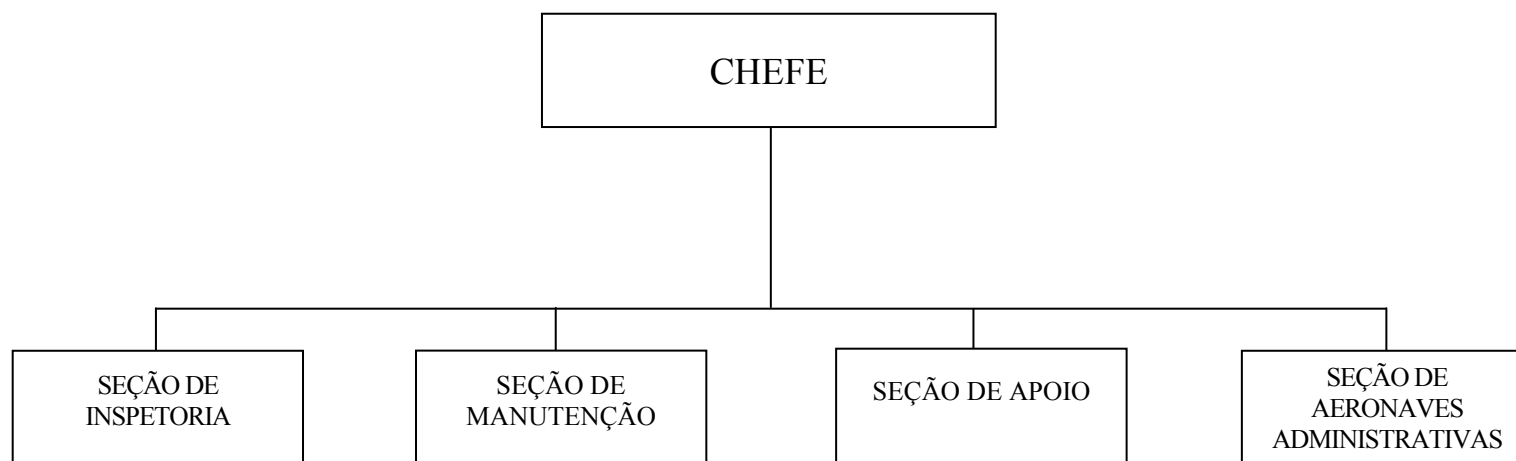 CHEFE
SEÇÃO DE
INSPETORIA
SEÇÃO DE
MANUTENÇÃO
SEÇÃO DE APOIO
SEÇÃO DE
AERONAVES
ADMINISTRATIVAS